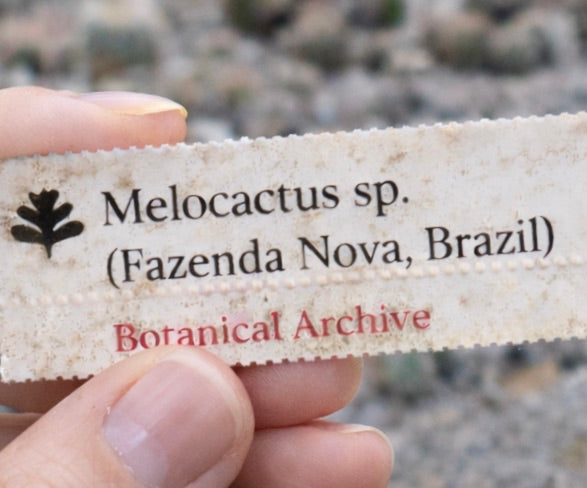 Melocactus sp.
(Fazenda Nova, Brazil)
Botanical Archive